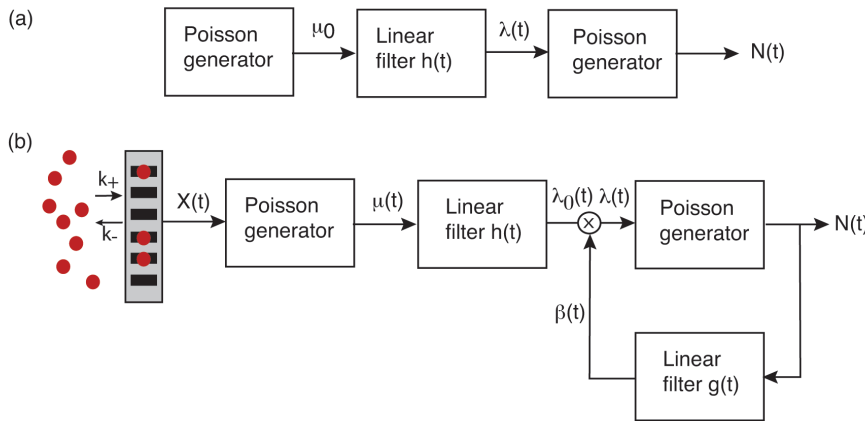 (a)
Poisson generator
μ0
Linear filter h(t)
λ(t)
Poisson generator
N(t)
(b)
k+
k-
X(t)
Poisson generator
μ(t)
Linear filter h(t)
λ0(t)
λ(t)
x
Poisson generator
N(t)
β(t)
Linear filter g(t)